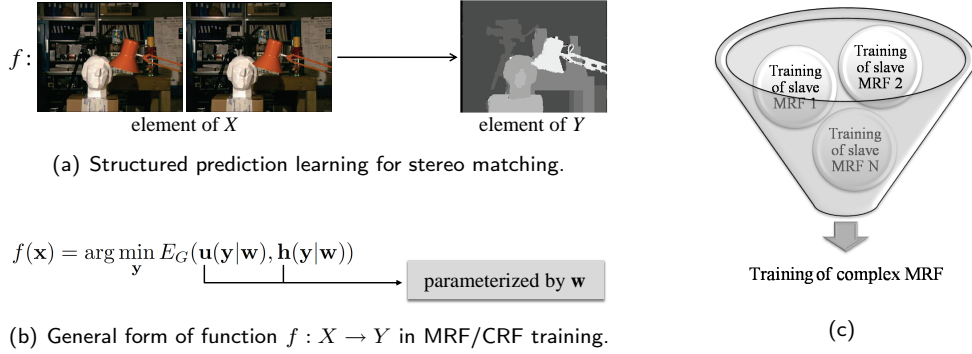 f:
element of X
element of Y
(a) Structured prediction learning for stereo matching.
f(x) = arg min_y E_G(u(y|w), h(y|w))
parameterized by w
(b) General form of function f : X → Y in MRF/CRF training.
Training
of slave
MRF 1
Training
of slave
MRF 2
Training
of slave
MRF N
Training of complex MRF
(c)